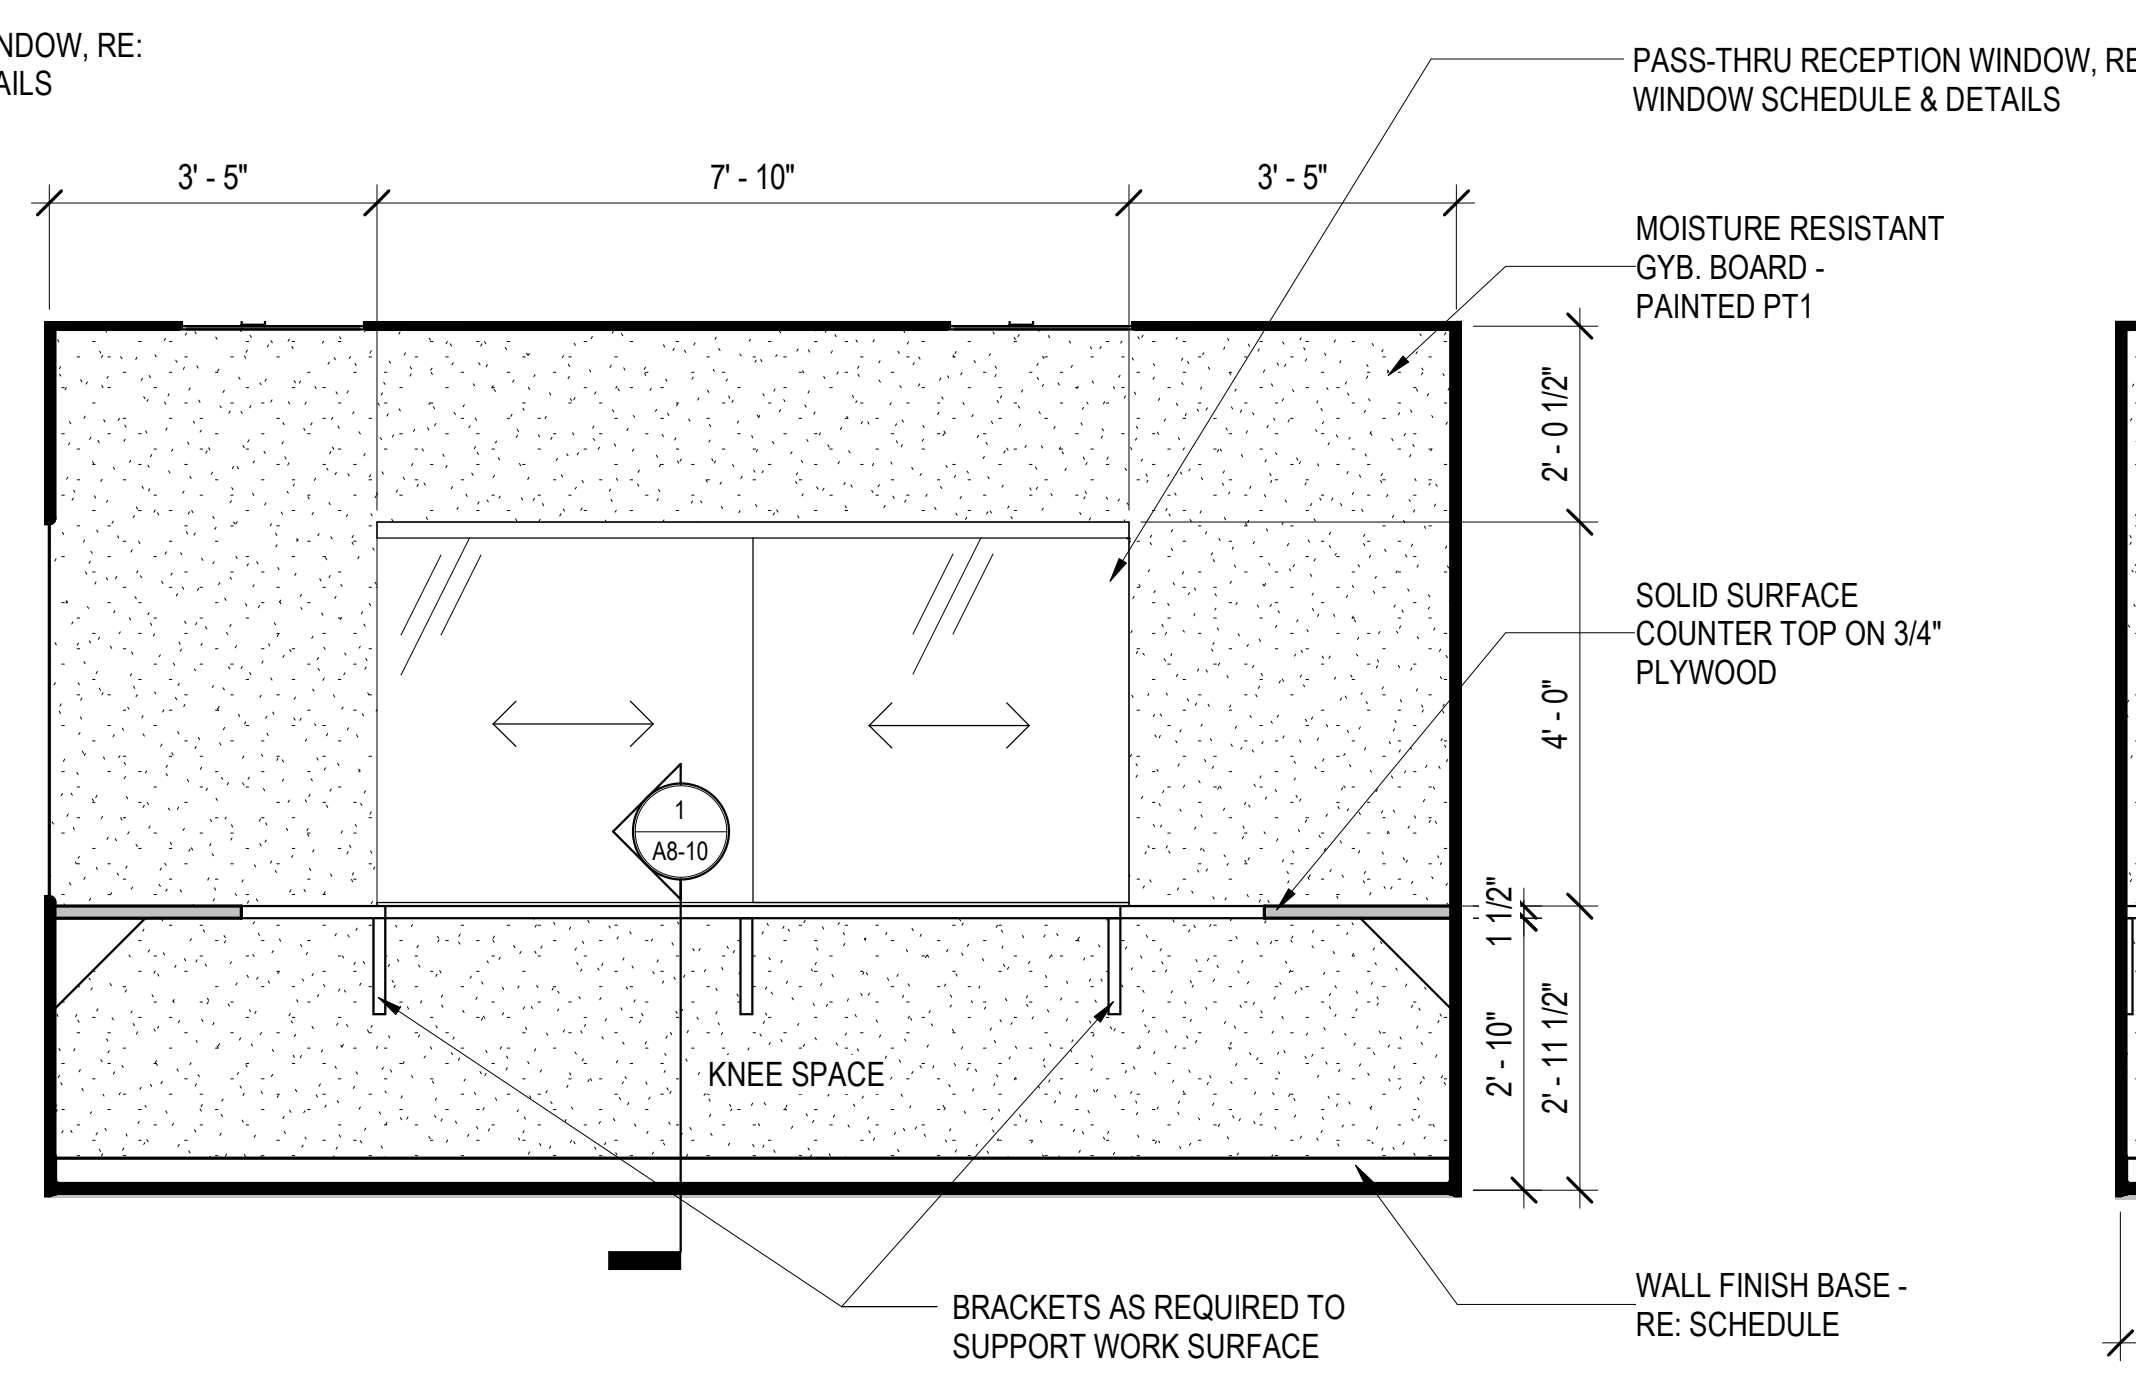 NDOW, RE:
AILS
PASS-THRU RECEPTION WINDOW, RE
WINDOW SCHEDULE & DETAILS
3' - 5"
7' - 10"
3' - 5"
MOISTURE RESISTANT
GYB. BOARD -
PAINTED PT1
2' - 0 1/2"
SOLID SURFACE
COUNTER TOP ON 3/4"
PLYWOOD
4' - 0"
1
A8-10
1 1/2"
2' - 10"
2' - 11 1/2"
KNEE SPACE
WALL FINISH BASE -
RE: SCHEDULE
BRACKETS AS REQUIRED TO
SUPPORT WORK SURFACE